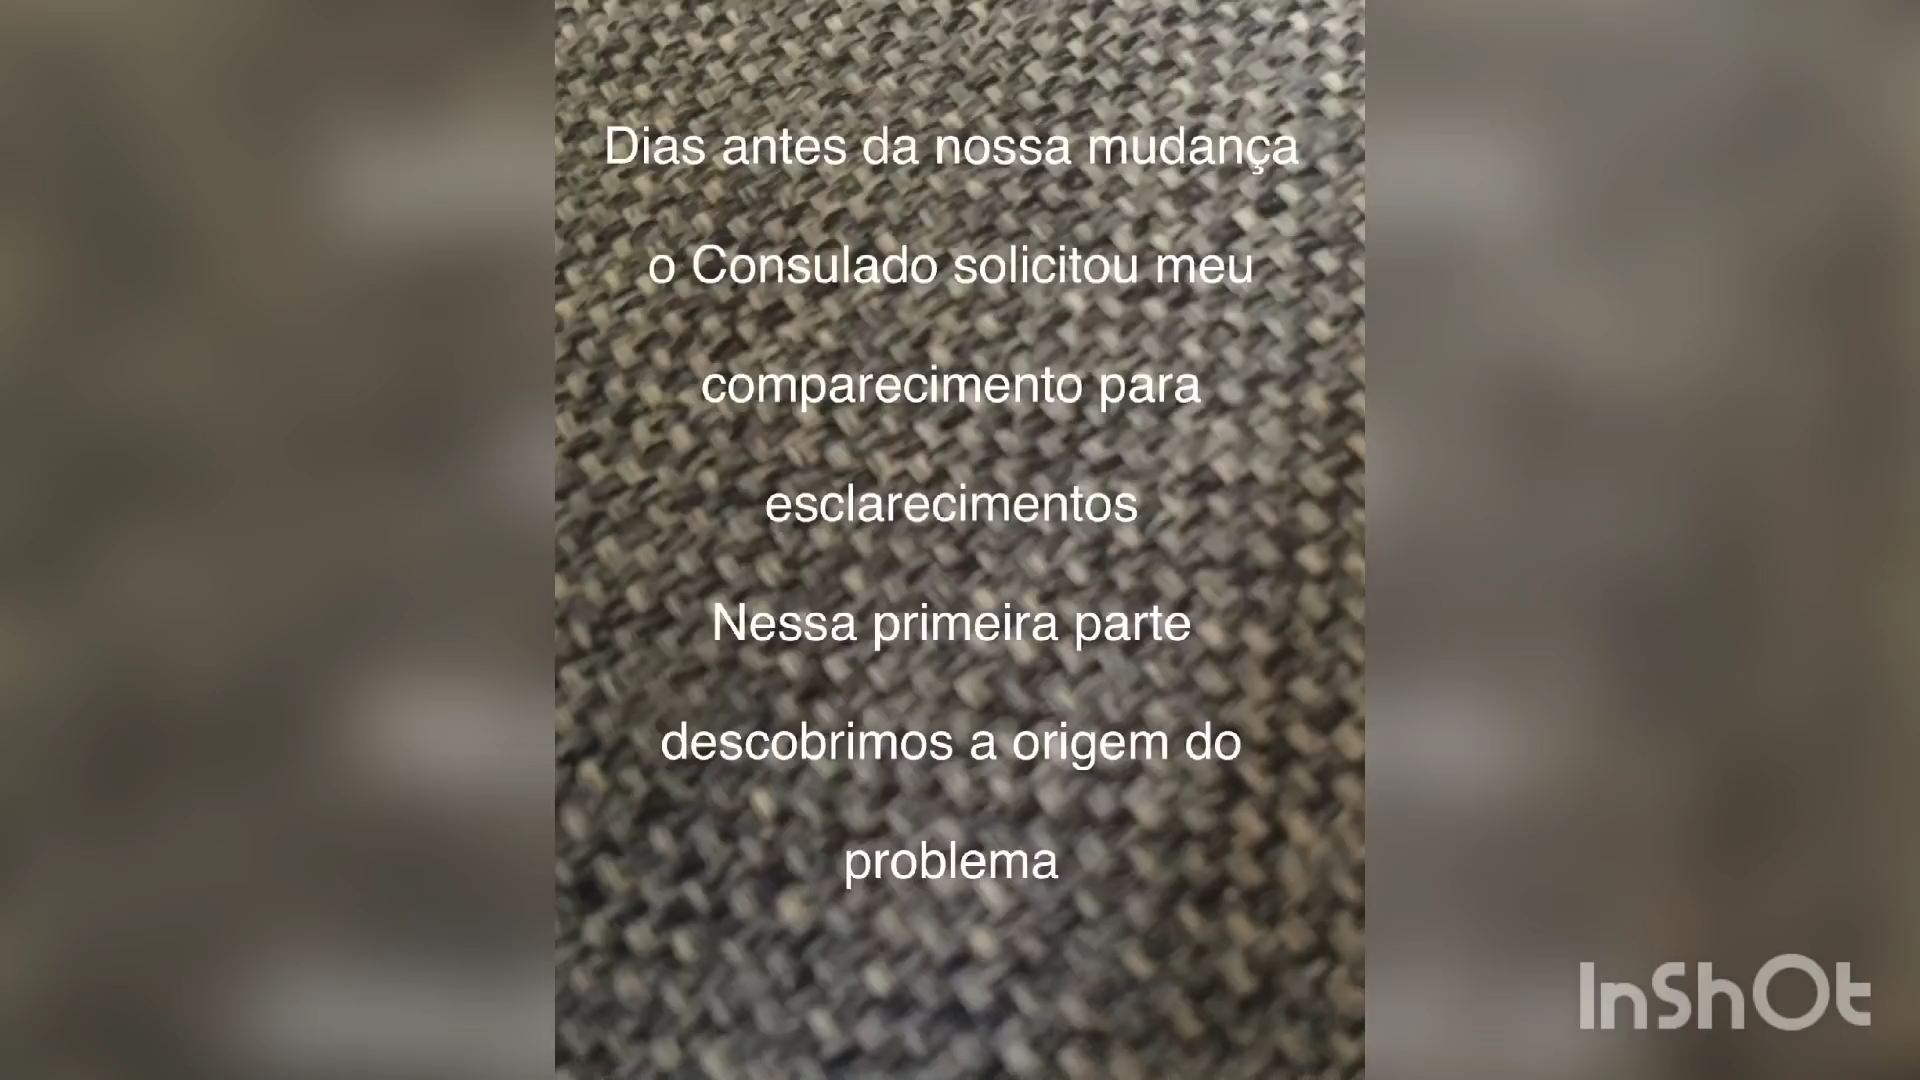 Dias antes da nossa mudança
o Consulado solicitou meu
comparecimento para
esclarecimentos
Nessa primeira parte
descobrimos a origem do
problema
InShOt